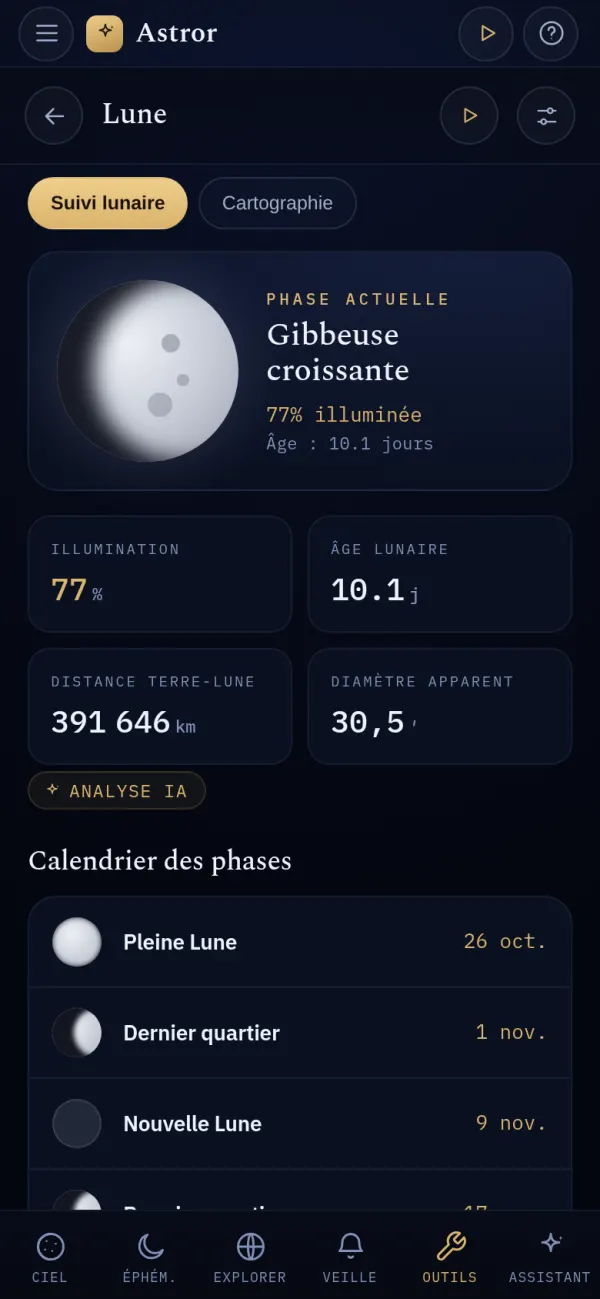 Astror
Lune
Suivi lunaire
Cartographie
PHASE ACTUELLE
Gibbeuse
croissante
77% illuminée
Âge : 10.1 jours
ILLUMINATION
77 %
ÂGE LUNAIRE
10.1 j
DISTANCE TERRE-LUNE
391 646 km
DIAMÈTRE APPARENT
30,5 ′
ANALYSE IA
Calendrier des phases
Pleine Lune
26 oct.
Dernier quartier
1 nov.
Nouvelle Lune
9 nov.
CIEL
ÉPHÉM.
EXPLORER
VEILLE
OUTILS
ASSISTANT